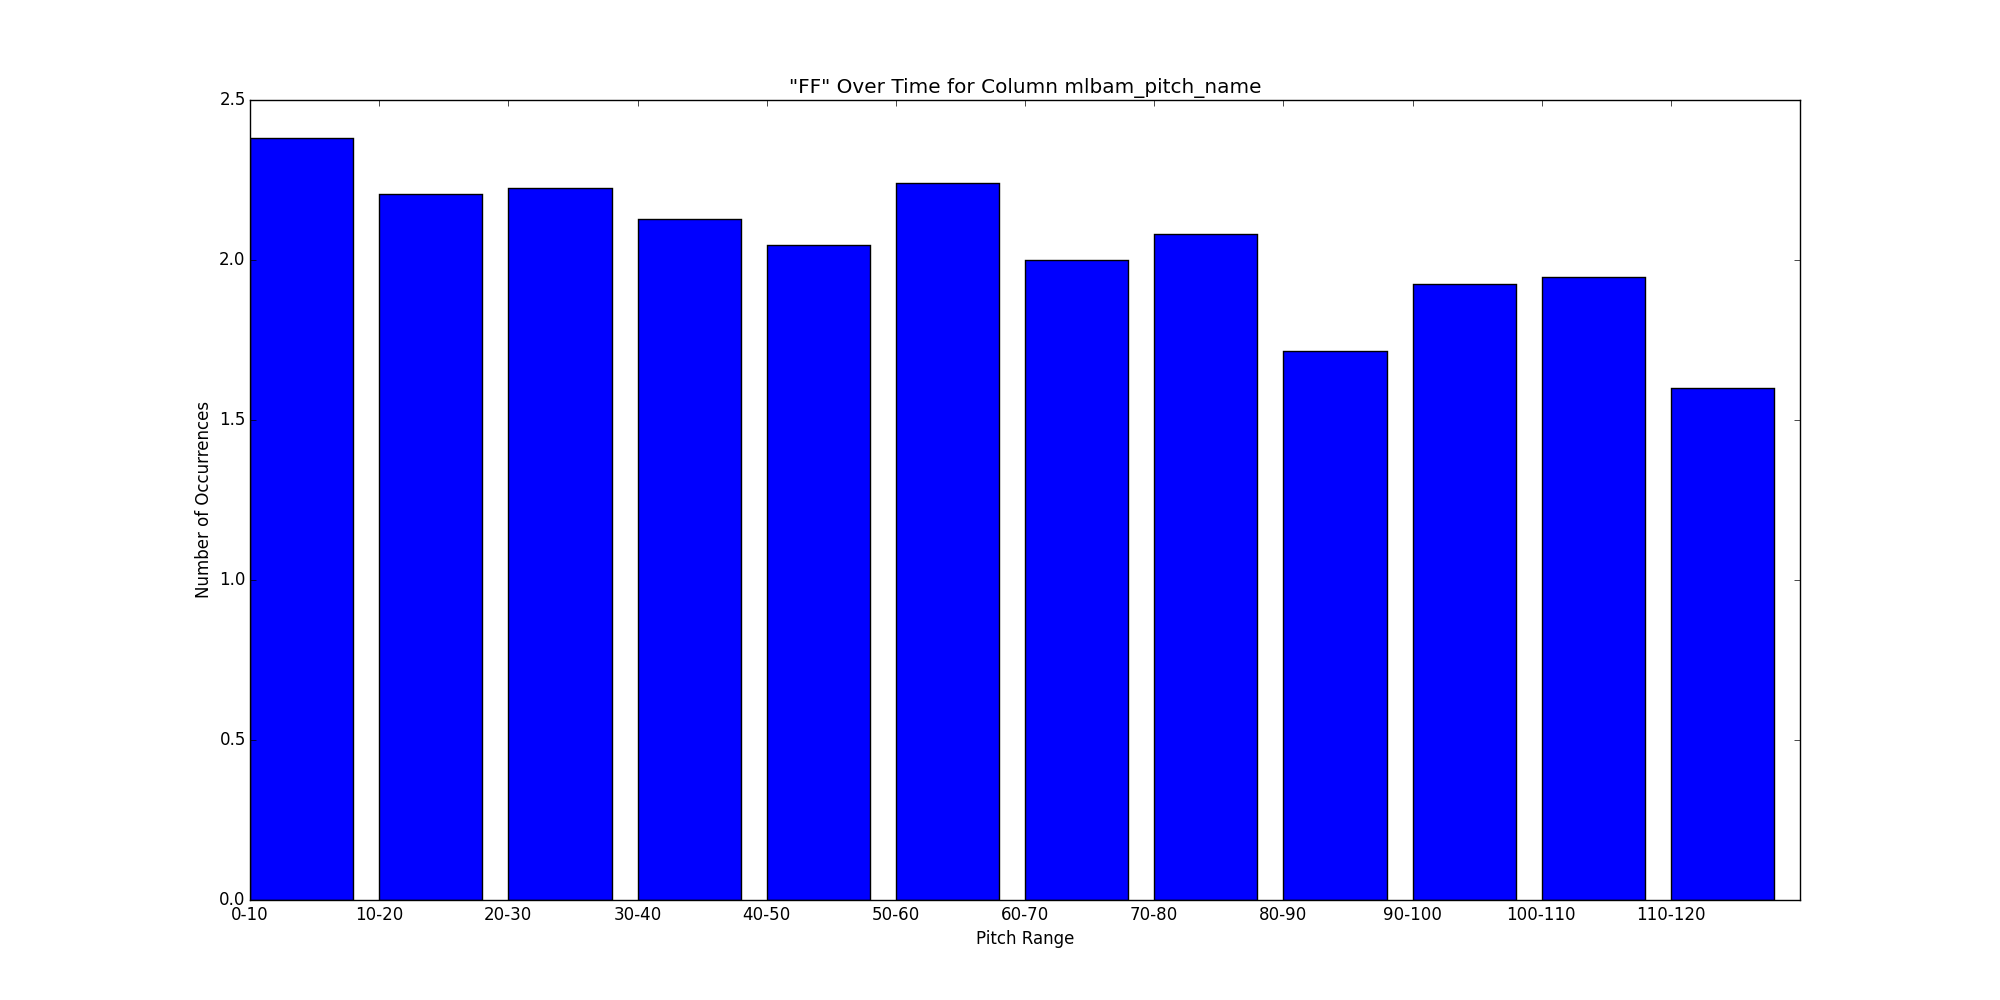 "FF" Over Time for Column mlbam_pitch_name
2.5
2.0
1.5
1.0
0.5
0.0
Number of Occurrences
0-10 10-20 20-30 30-40 40-50 50-60 60-70 70-80 80-90 90-100 100-110 110-120
Pitch Range